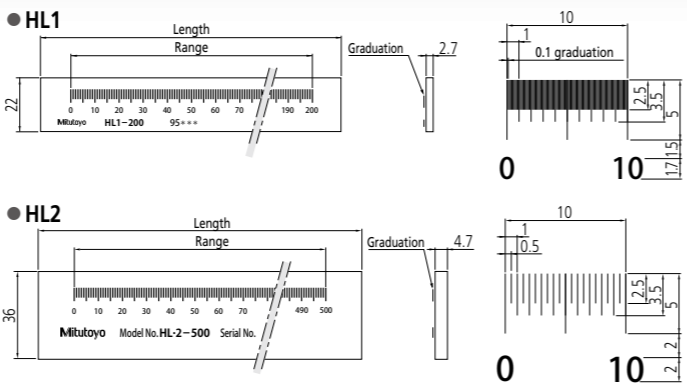 ● HL1
Length
Range
Graduation
2.7
22
0 10 20 30 40 50 60 70 190 200
Mitutoyo HL1-200 95***
10
1
0.1 graduation
2.5
3.5
5
1.5
1.7
0 10
● HL2
Length
Range
Graduation
4.7
36
0 10 20 30 40 50 60 70 490 500
Mitutoyo Model No. HL·2-500 Serial No.
10
1
0.5
2.5
3.5
5
2
2
0 10